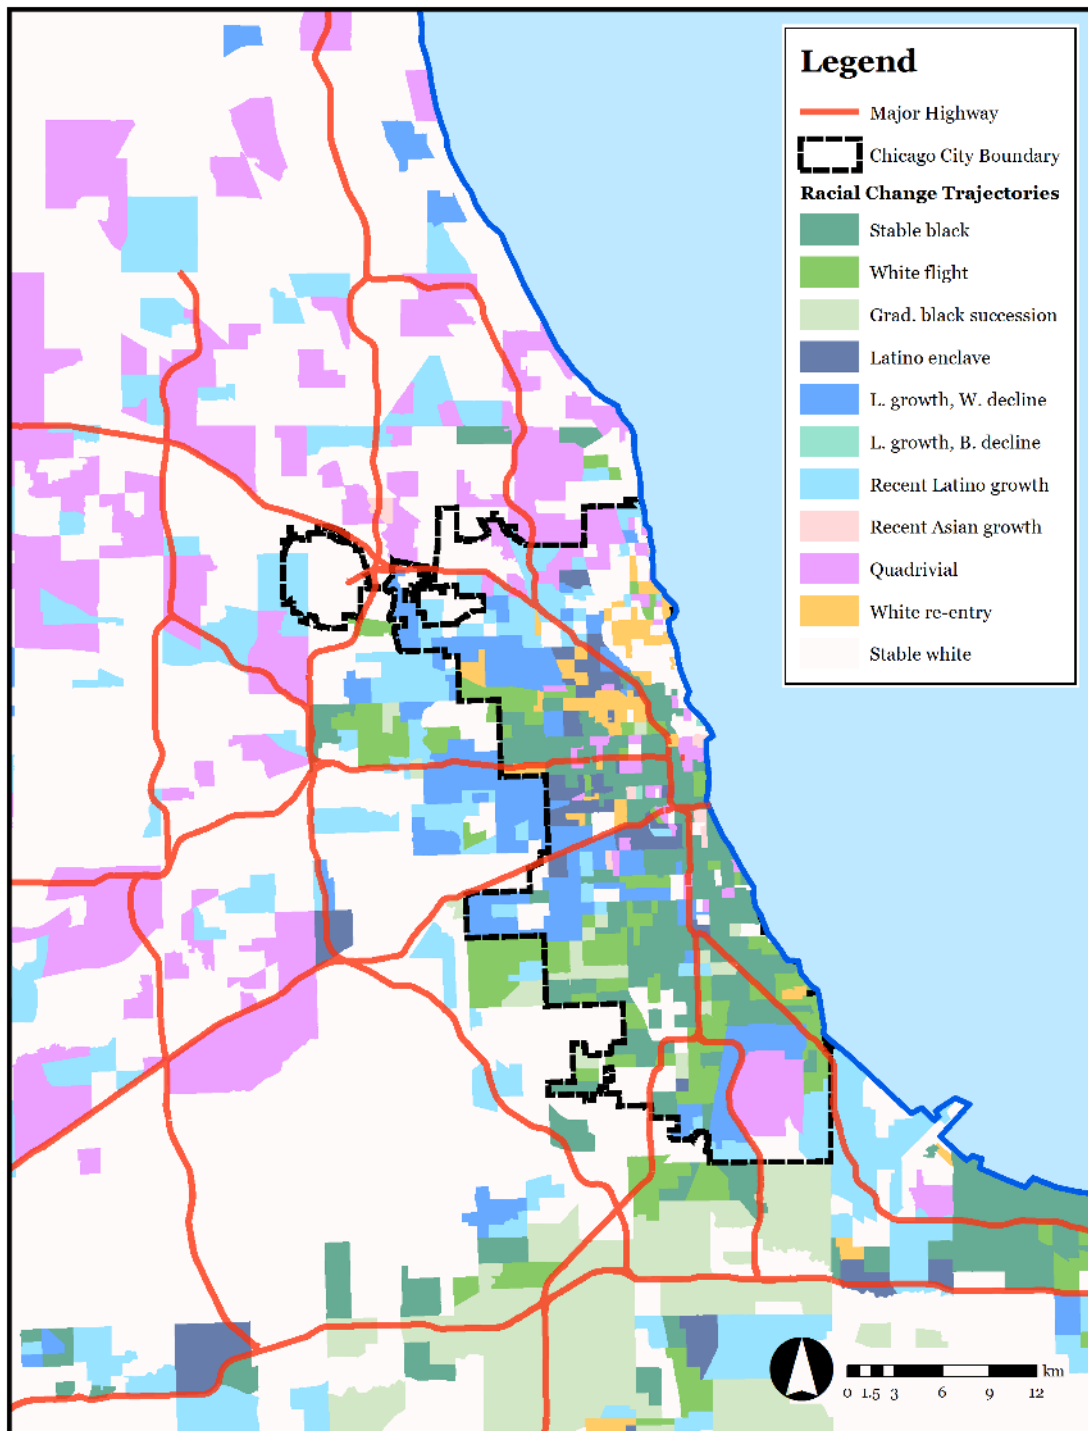 Legend
Major Highway
Chicago City Boundary
Racial Change Trajectories
Stable black
White flight
Grad. black succession
Latino enclave
L. growth, W. decline
L. growth, B. decline
Recent Latino growth
Recent Asian growth
Quadrivial
White re-entry
Stable white
km
0 1.5 3 6 9 12